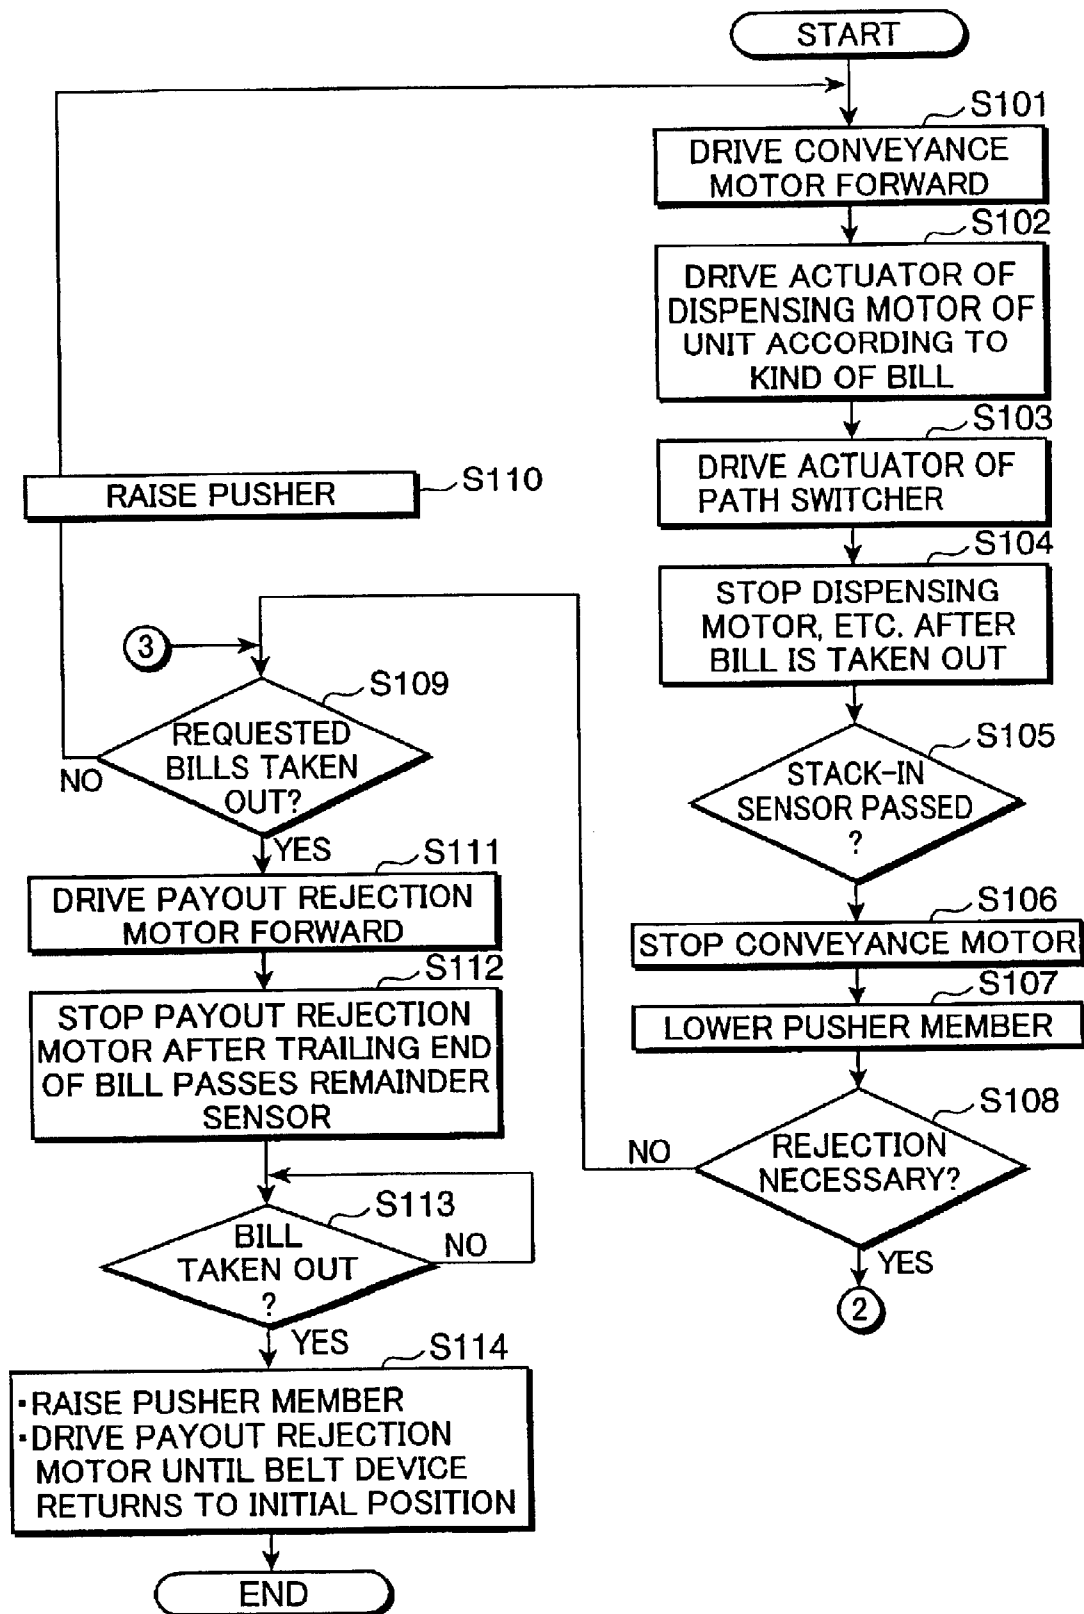 START
S101
DRIVE CONVEYANCE
MOTOR FORWARD
S102
DRIVE ACTUATOR OF
DISPENSING MOTOR OF
UNIT ACCORDING TO
KIND OF BILL
S103
DRIVE ACTUATOR OF
PATH SWITCHER
S104
STOP DISPENSING
MOTOR, ETC. AFTER
BILL IS TAKEN OUT
S105
STACK-IN
SENSOR PASSED
?
S106
STOP CONVEYANCE MOTOR
S107
LOWER PUSHER MEMBER
S108
REJECTION
NECESSARY?
NO
YES
2
S110
RAISE PUSHER
3
S109
REQUESTED
BILLS TAKEN
OUT?
NO
YES
S111
DRIVE PAYOUT REJECTION
MOTOR FORWARD
S112
STOP PAYOUT REJECTION
MOTOR AFTER TRAILING END
OF BILL PASSES REMAINDER
SENSOR
S113
BILL
TAKEN OUT
?
NO
YES
S114
・RAISE PUSHER MEMBER
・DRIVE PAYOUT REJECTION
MOTOR UNTIL BELT DEVICE
RETURNS TO INITIAL POSITION
END